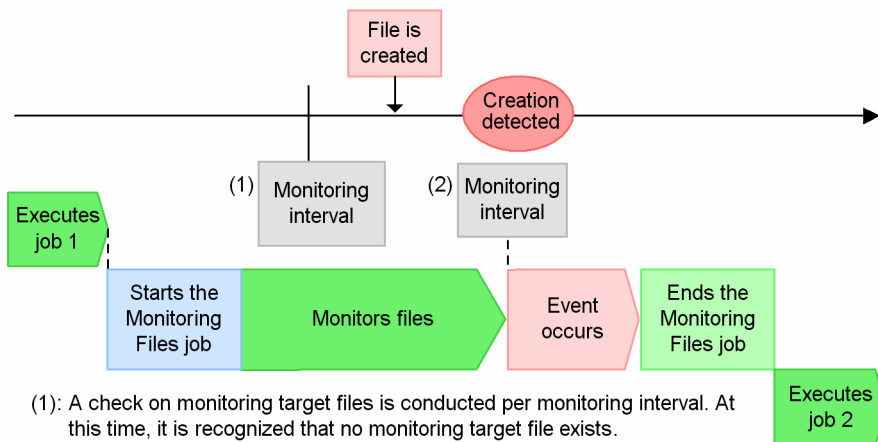 File is
created
Creation
detected
(1)
Monitoring
interval
(2)
Monitoring
interval
Executes
job 1
Starts the
Monitoring
Files job
Monitors files
Event
occurs
Ends the
Monitoring
Files job
Executes
job 2
(1): A check on monitoring target files is conducted per monitoring interval. At
this time, it is recognized that no monitoring target file exists.